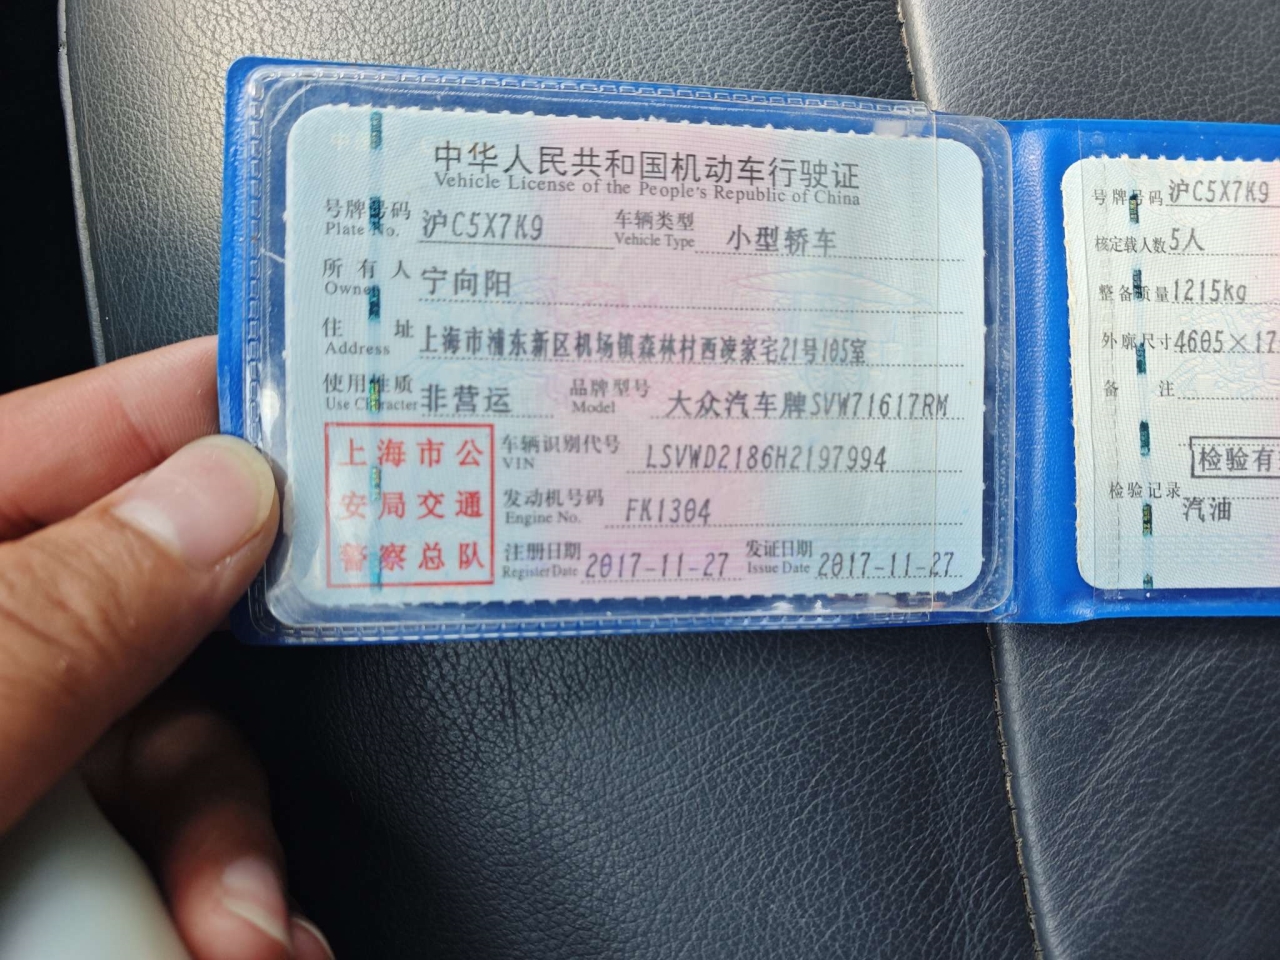 中华人民共和国机动车行驶证
Vehicle License of the People's Republic of China
号牌号码 沪C5X7K9 车辆类型 小型轿车
Plate No. Vehicle Type
所有人 宁向阳
Owner
住址 上海市浦东新区机场镇森林村西凌家宅21号105室
Address
使用性质 非营运 品牌型号 大众汽车牌SVW71617RM
Use Character Model
上海市公
安局交通
警察总队
车辆识别代号 LSVWD2186H2197994
VIN
发动机号码 FK1304
Engine No.
注册日期 2017-11-27 发证日期 2017-11-27
Register Date Issue Date
号牌号码 沪C5X7K9
核定载人数 5人
整备质量 1215kg
外廓尺寸 4605×17
备注
检验有
检验记录
汽油